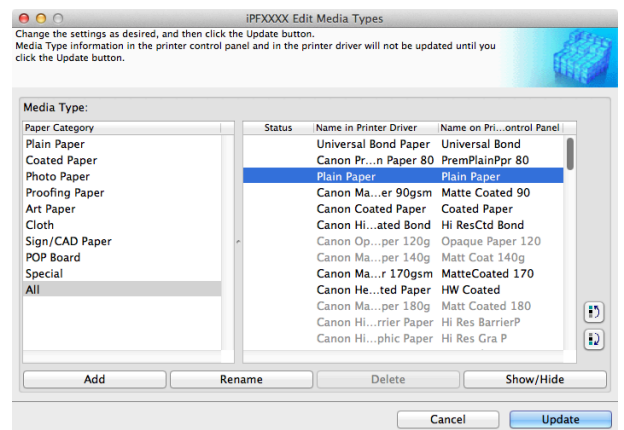 iPFXXXX Edit Media Types
Change the settings as desired, and then click the Update button.
Media Type information in the printer control panel and in the printer driver will not be updated until you
click the Update button.
Media Type:
Paper Category
Plain Paper
Coated Paper
Photo Paper
Proofing Paper
Art Paper
Cloth
Sign/CAD Paper
POP Board
Special
All
Status Name in Printer Driver Name on Pri...ontrol Panel
Universal Bond Paper Universal Bond
Canon Pr...n Paper 80 PremPlainPpr 80
Plain Paper Plain Paper
Canon Ma...er 90gsm Matte Coated 90
Canon Coated Paper Coated Paper
Canon Hi...ated Bond Hi ResCtd Bond
Canon Op...per 120g Opaque Paper 120
Canon Ma...per 140g Matt Coat 140g
Canon Ma...r 170gsm MatteCoated 170
Canon He...ted Paper HW Coated
Canon Ma...per 180g Matt Coated 180
Canon Hi...rrier Paper Hi Res BarrierP
Canon Hi...phic Paper Hi Res Gra P
Add Rename Delete Show/Hide
Cancel Update